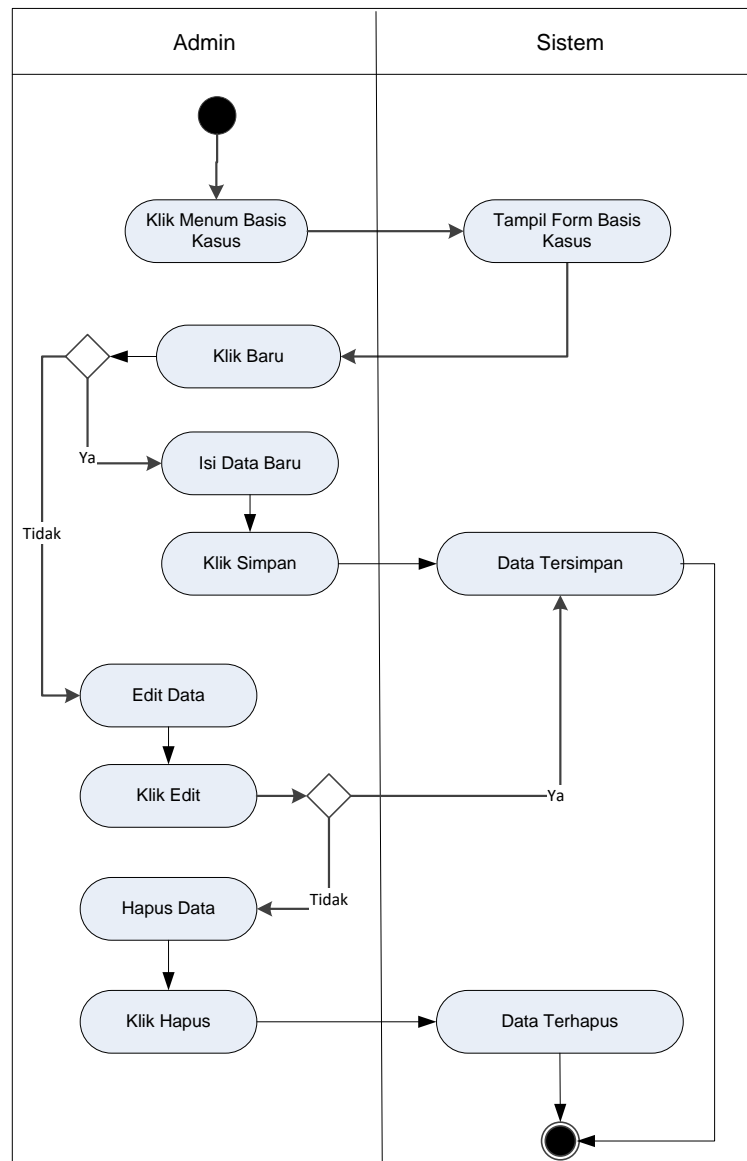 Admin
Sistem
Klik Menum Basis
Kasus
Tampil Form Basis
Kasus
Klik Baru
Ya
Isi Data Baru
Tidak
Klik Simpan
Data Tersimpan
Edit Data
Klik Edit
Ya
Tidak
Hapus Data
Klik Hapus
Data Terhapus